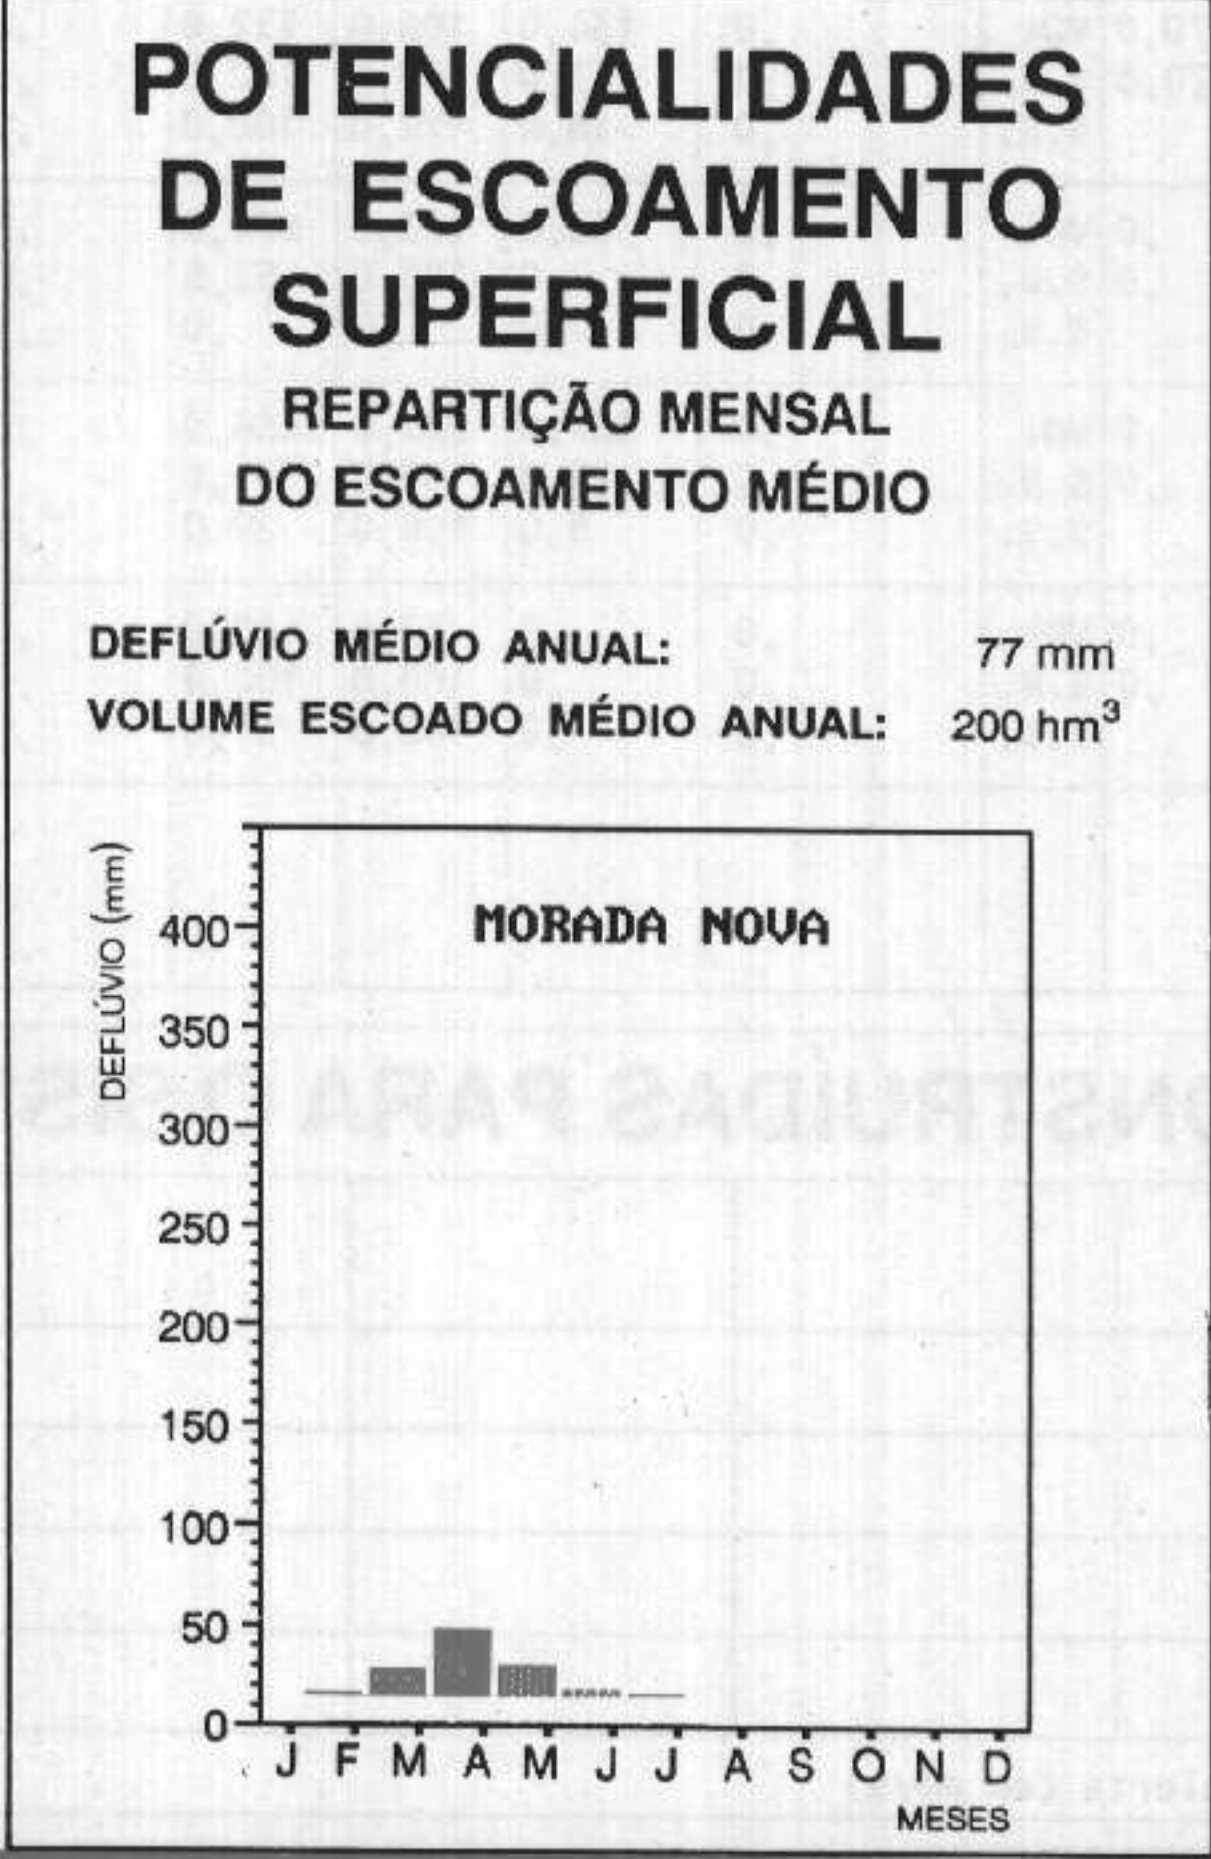 POTENCIALIDADES
DE ESCOAMENTO
SUPERFICIAL
REPARTIÇÃO MENSAL
DO ESCOAMENTO MÉDIO
DEFLÚVIO MÉDIO ANUAL: 77 mm
VOLUME ESCOADO MÉDIO ANUAL: 200 hm³
DEFLÚVIO (mm)
MORADA NOVA
400
350
300
250
200
150
100
50
0
J F M A M J J A S O N D
MESES